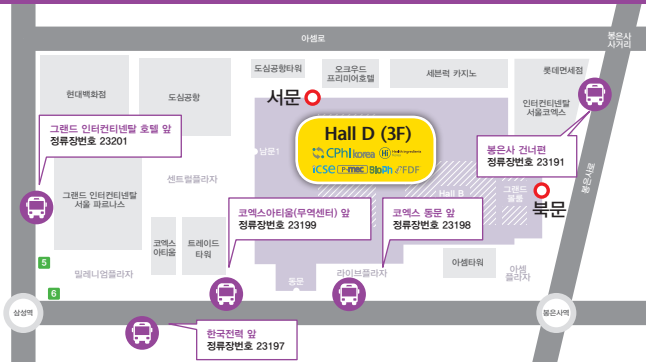 아셈로
봉은사
사거리
도심공항타워
오크우드
프리미어호텔
세븐럭 카지노
롯데면세점
현대백화점
도심공항
서문
인터컨티넨탈
서울코엑스
Hall D (3F)
CPhI korea
Hi
Health ingredients
iCSE P-mec BioPh FDF
그랜드 인터컨티넨탈 호텔 앞
정류장번호 23201
남문1
봉은사 건너편
정류장번호 23191
봉은사로
센트럴플라자
그랜드 인터컨티넨탈
서울 파르나스
Hall B
그랜드
볼룸
북문
코엑스아티움(무역센터) 앞
정류장번호 23199
코엑스 동문 앞
정류장번호 23198
코엑스
아티움
트레이드
타워
5
밀레니엄플라자
6
동문
라이브플라자
아셈타워
아셈
플라자
삼성역
봉은사역
한국전력 앞
정류장번호 23197